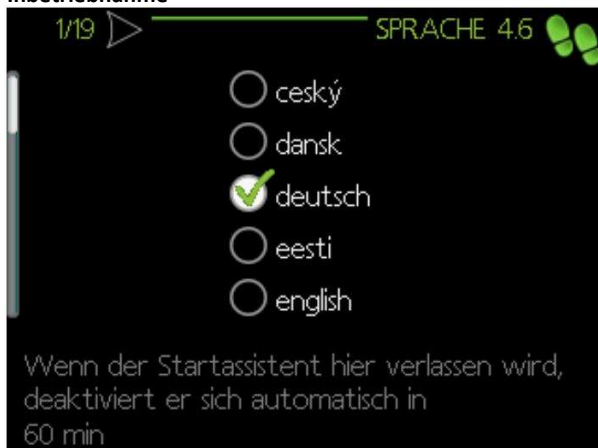 Inbetriebnahme
1/19 SPRACHE 4.6
ceský
dansk
deutsch
eesti
english
Wenn der Startassistent hier verlassen wird,
deaktiviert er sich automatisch in
60 min